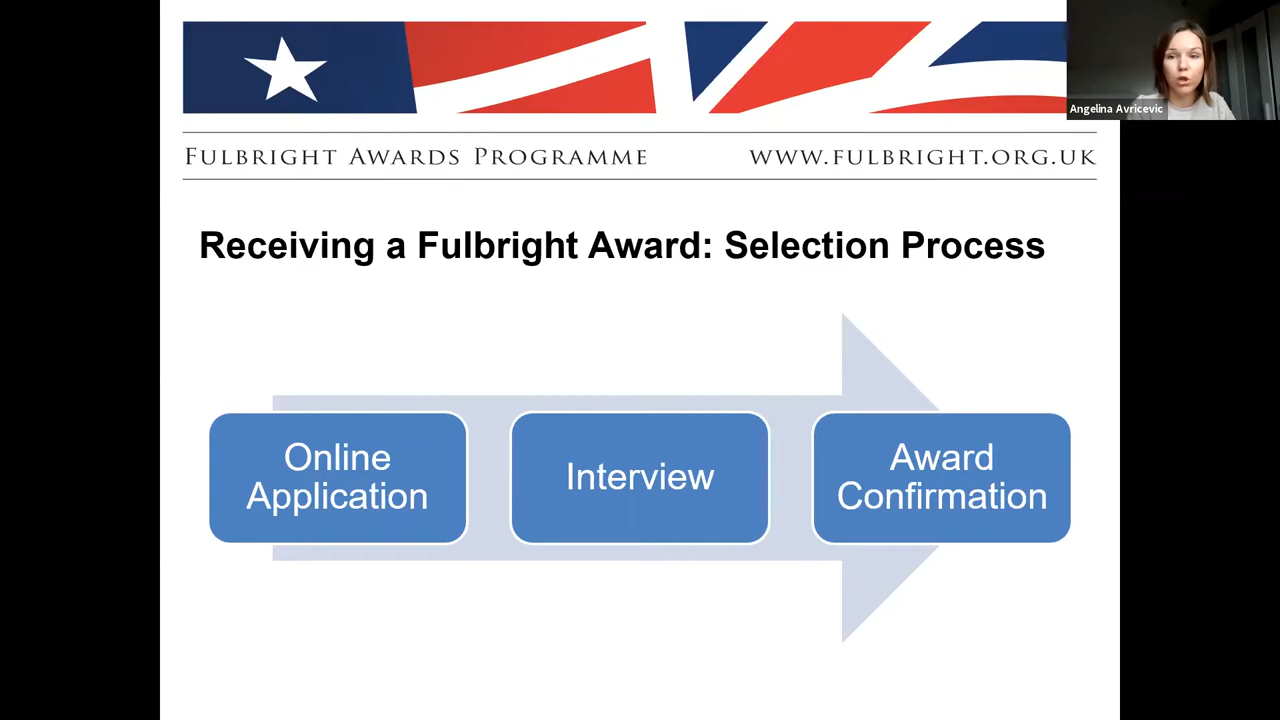 FULBRIGHT AWARDS PROGRAMME
WWW.FULBRIGHT.ORG.UK
Angelina Avricevic
Receiving a Fulbright Award: Selection Process
Online
Application
Interview
Award
Confirmation